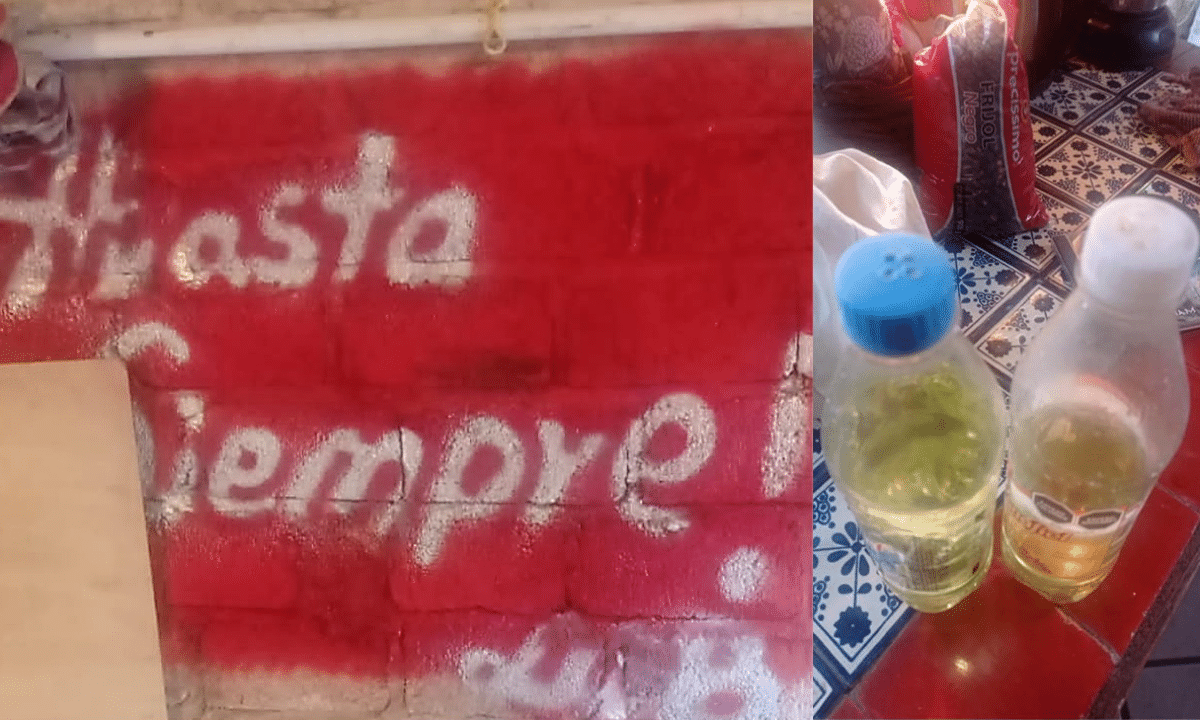 Hasta
Siempre
precissimo
FRIJOL
Negro